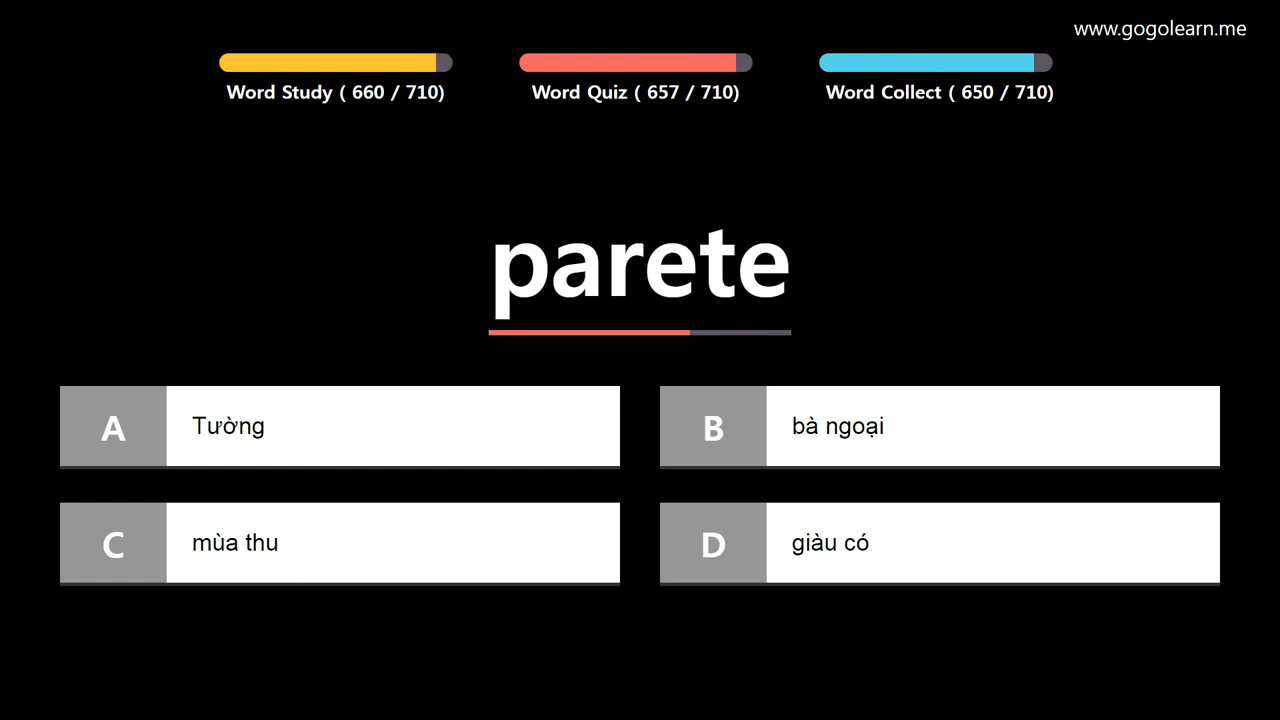 www.gogolearn.me
Word Study ( 660 / 710)
Word Quiz ( 657 / 710)
Word Collect ( 650 / 710)
parete
A Tường
B bà ngoại
C mùa thu
D giàu có